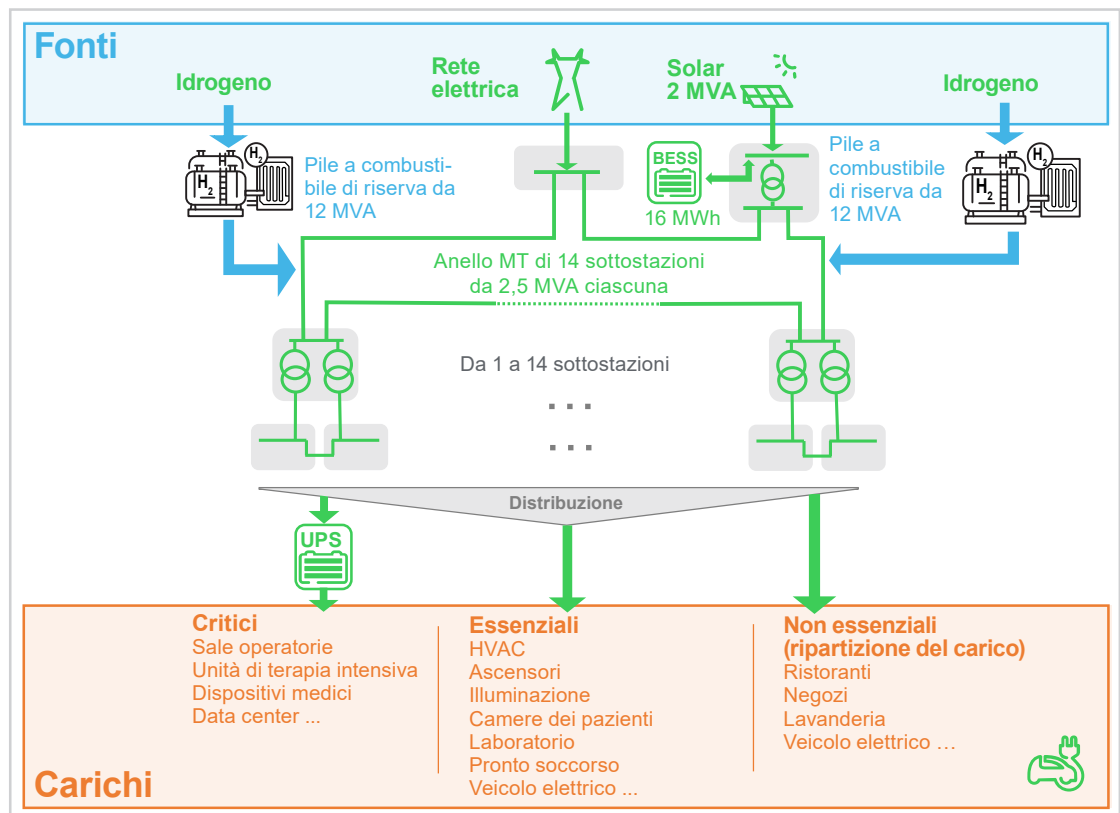 Fonti
Idrogeno
Rete
elettrica
Solar
2 MVA
Idrogeno
H2
H2
Pile a combusti-
bile di riserva da
12 MVA
BESS
16 MWh
Pile a
combustibile
di riserva da
12 MVA
H2
H2
Anello MT di 14 sottostazioni
da 2,5 MVA ciascuna
Da 1 a 14 sottostazioni
...
...
Distribuzione
UPS
Critici
Sale operatorie
Unità di terapia intensiva
Dispositivi medici
Data center ...
Essenziali
HVAC
Ascensori
Illuminazione
Camere dei pazienti
Laboratorio
Pronto soccorso
Veicolo elettrico ...
Non essenziali
(ripartizione del carico)
Ristoranti
Negozi
Lavanderia
Veicolo elettrico …
Carichi